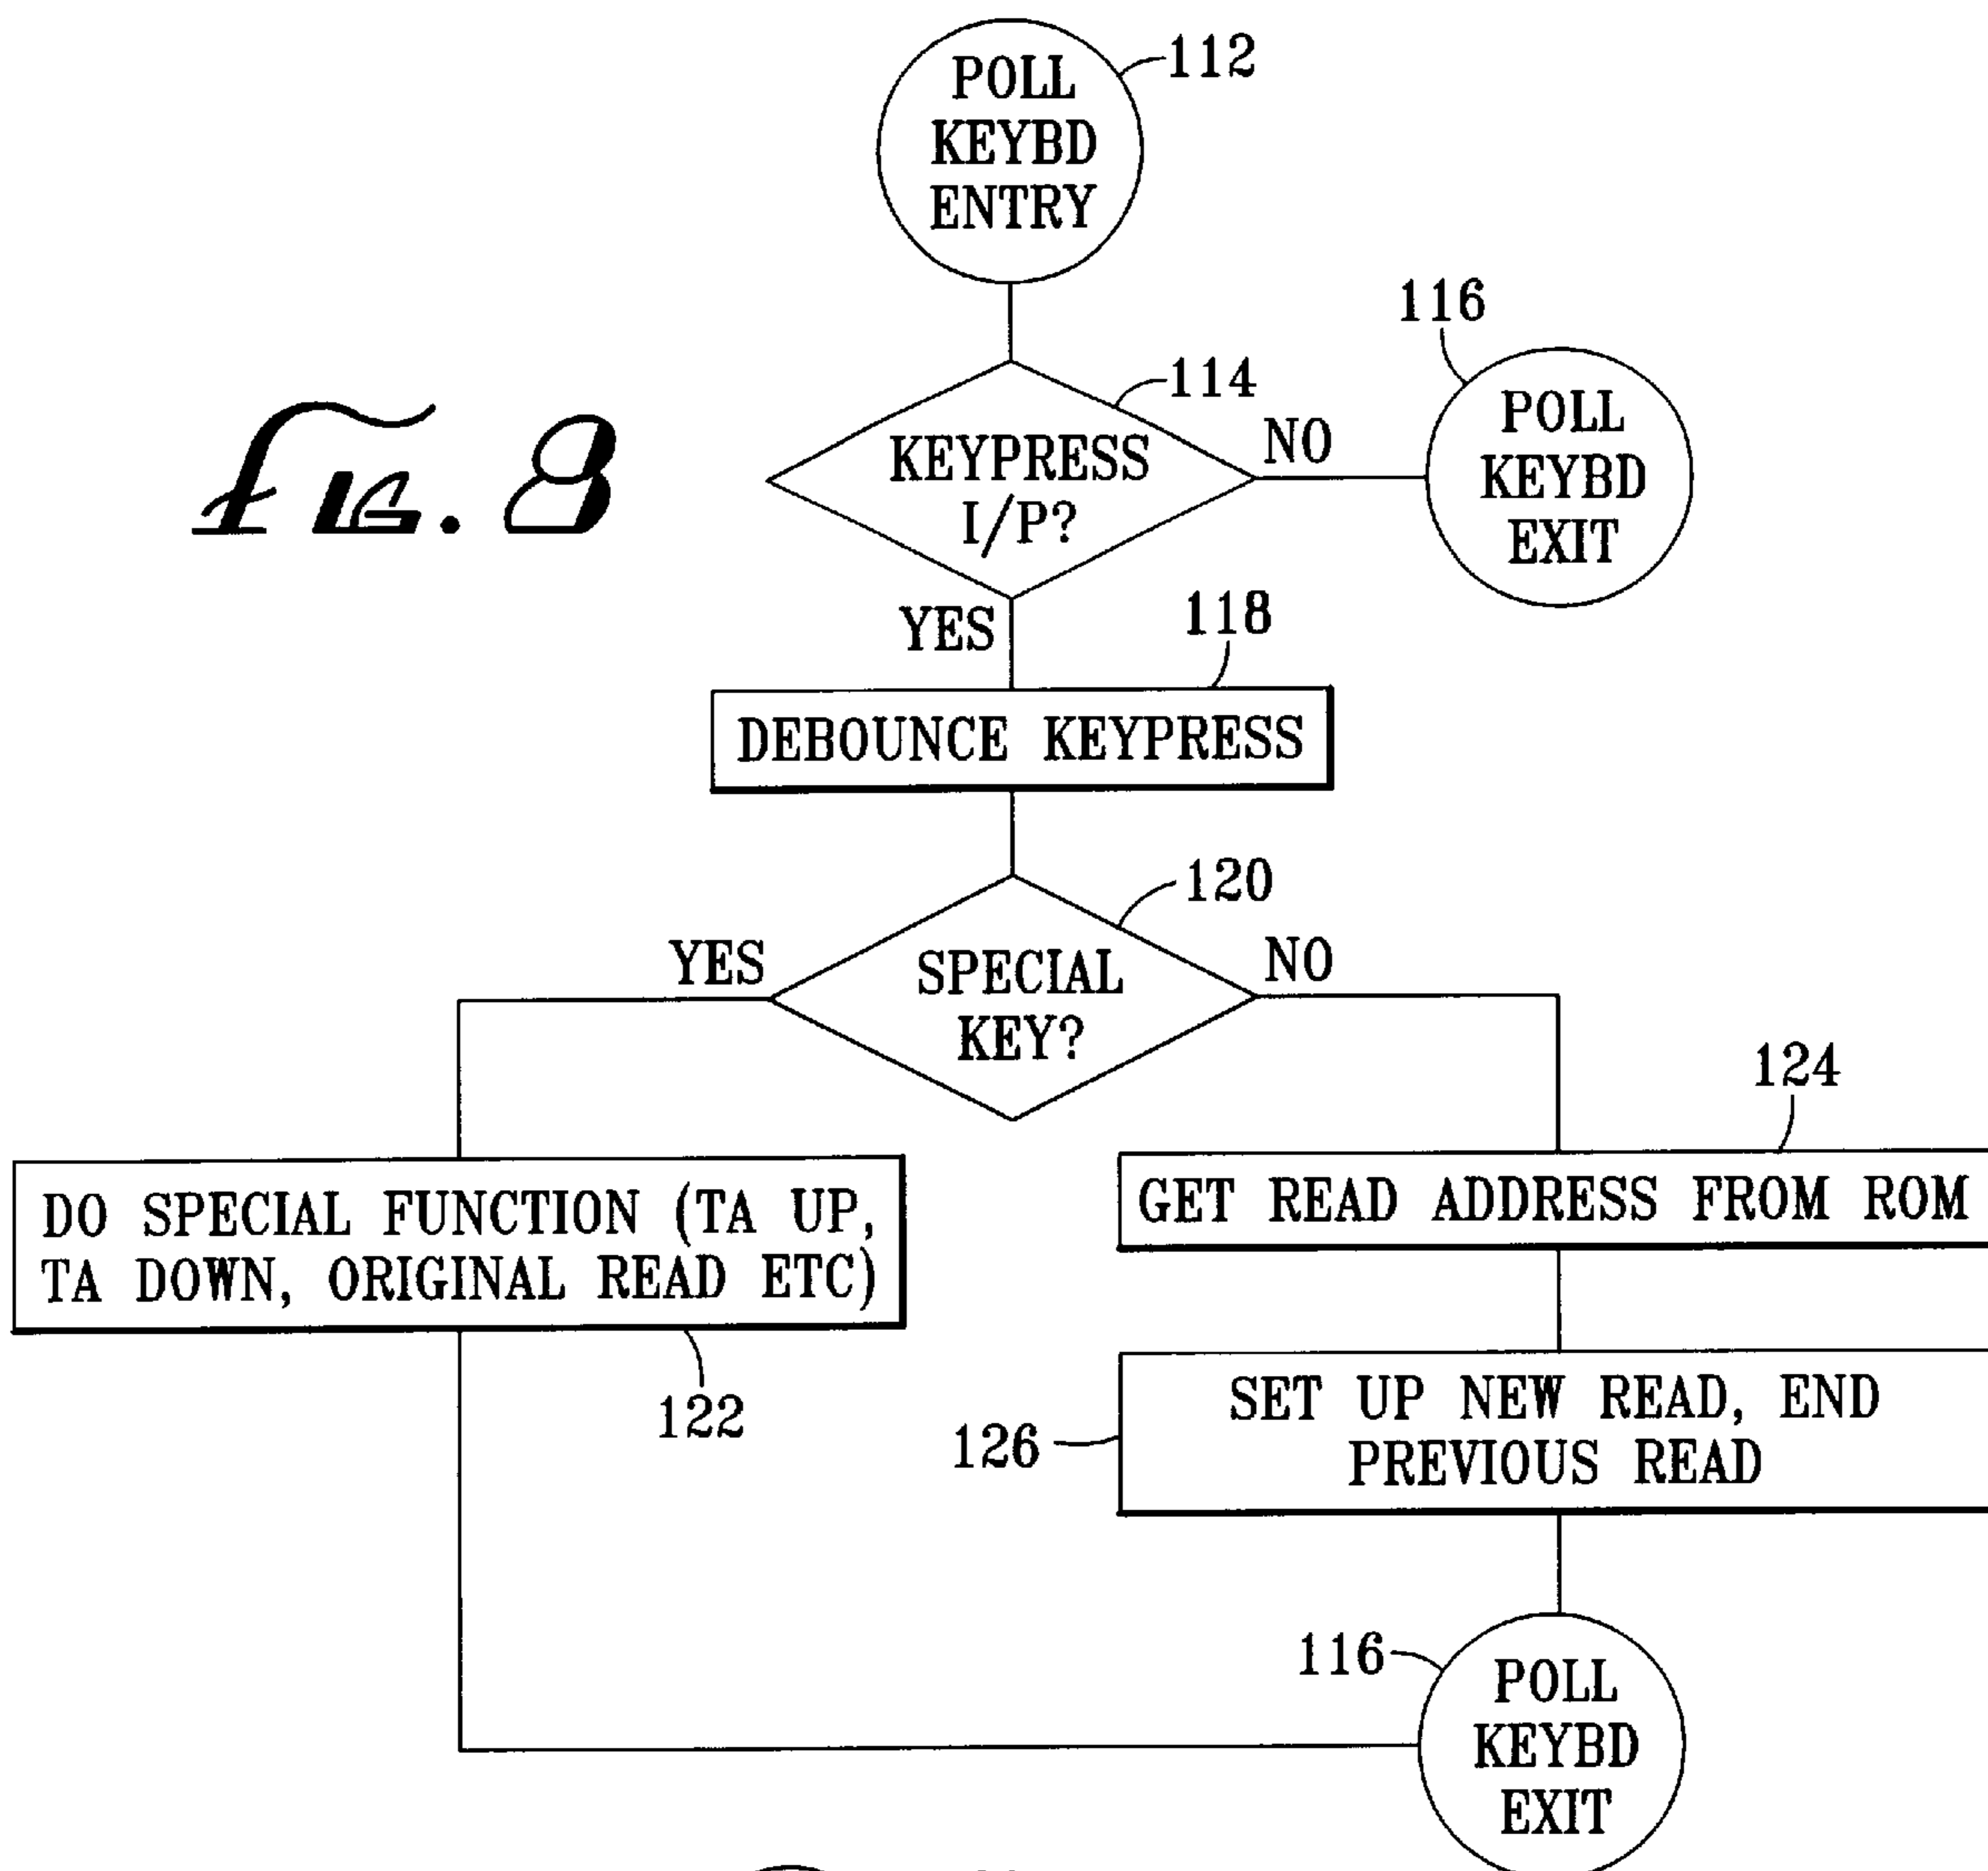 POLL
KEYBD
ENTRY
112
116
FIG. 8
114
KEYPRESS
I/P?
NO
POLL
KEYBD
EXIT
YES
118
DEBOUNCE KEYPRESS
120
YES
SPECIAL
KEY?
NO
124
DO SPECIAL FUNCTION (TA UP,
TA DOWN, ORIGINAL READ ETC)
GET READ ADDRESS FROM ROM
122
126
SET UP NEW READ, END
PREVIOUS READ
116
POLL
KEYBD
EXIT